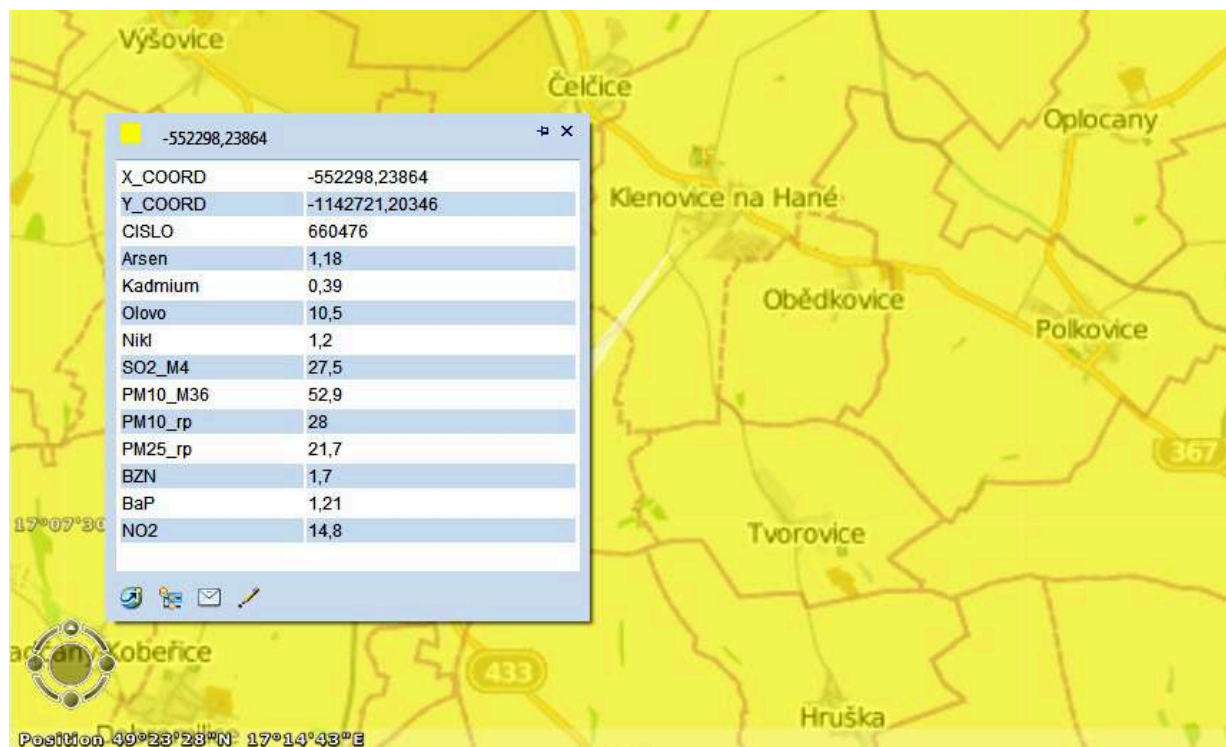 Výšovice
Čelčice
Oplocany
Klenovice na Hané
Obědkovice
Polkovice
367
Tvorovice
Hruška
433
-552298,23864
X_COORD -552298,23864
Y_COORD -1142721,20346
CISLO 660476
Arsen 1,18
Kadmium 0,39
Olovo 10,5
Nikl 1,2
SO2_M4 27,5
PM10_M36 52,9
PM10_rp 28
PM25_rp 21,7
BZN 1,7
BaP 1,21
NO2 14,8
17°07'30
Kobeřice
Position 49°23'28"N 17°14'43"E